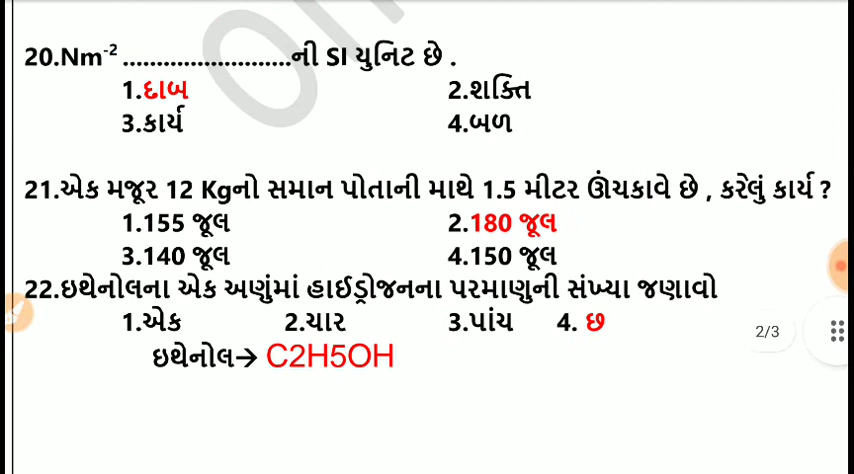 20.Nm-2 .........................ની SI યુનિટ છે .
1.દાબ 2.શક્તિ
3.કાર્ય 4.બળ
21.એક મજૂર 12 Kgનો સમાન પોતાની માથે 1.5 મીટર ઊંચકાવે છે , કરેલું કાર્ય ?
1.155 જૂલ 2.180 જૂલ
3.140 જૂલ 4.150 જૂલ
22.ઇથેનોલના એક અણુંમાં હાઈડ્રોજનના પરમાણુની સંખ્યા જણાવો
1.એક 2.ચાર 3.પાંચ 4. છ
ઇથેનોલ→ C2H5OH
2/3